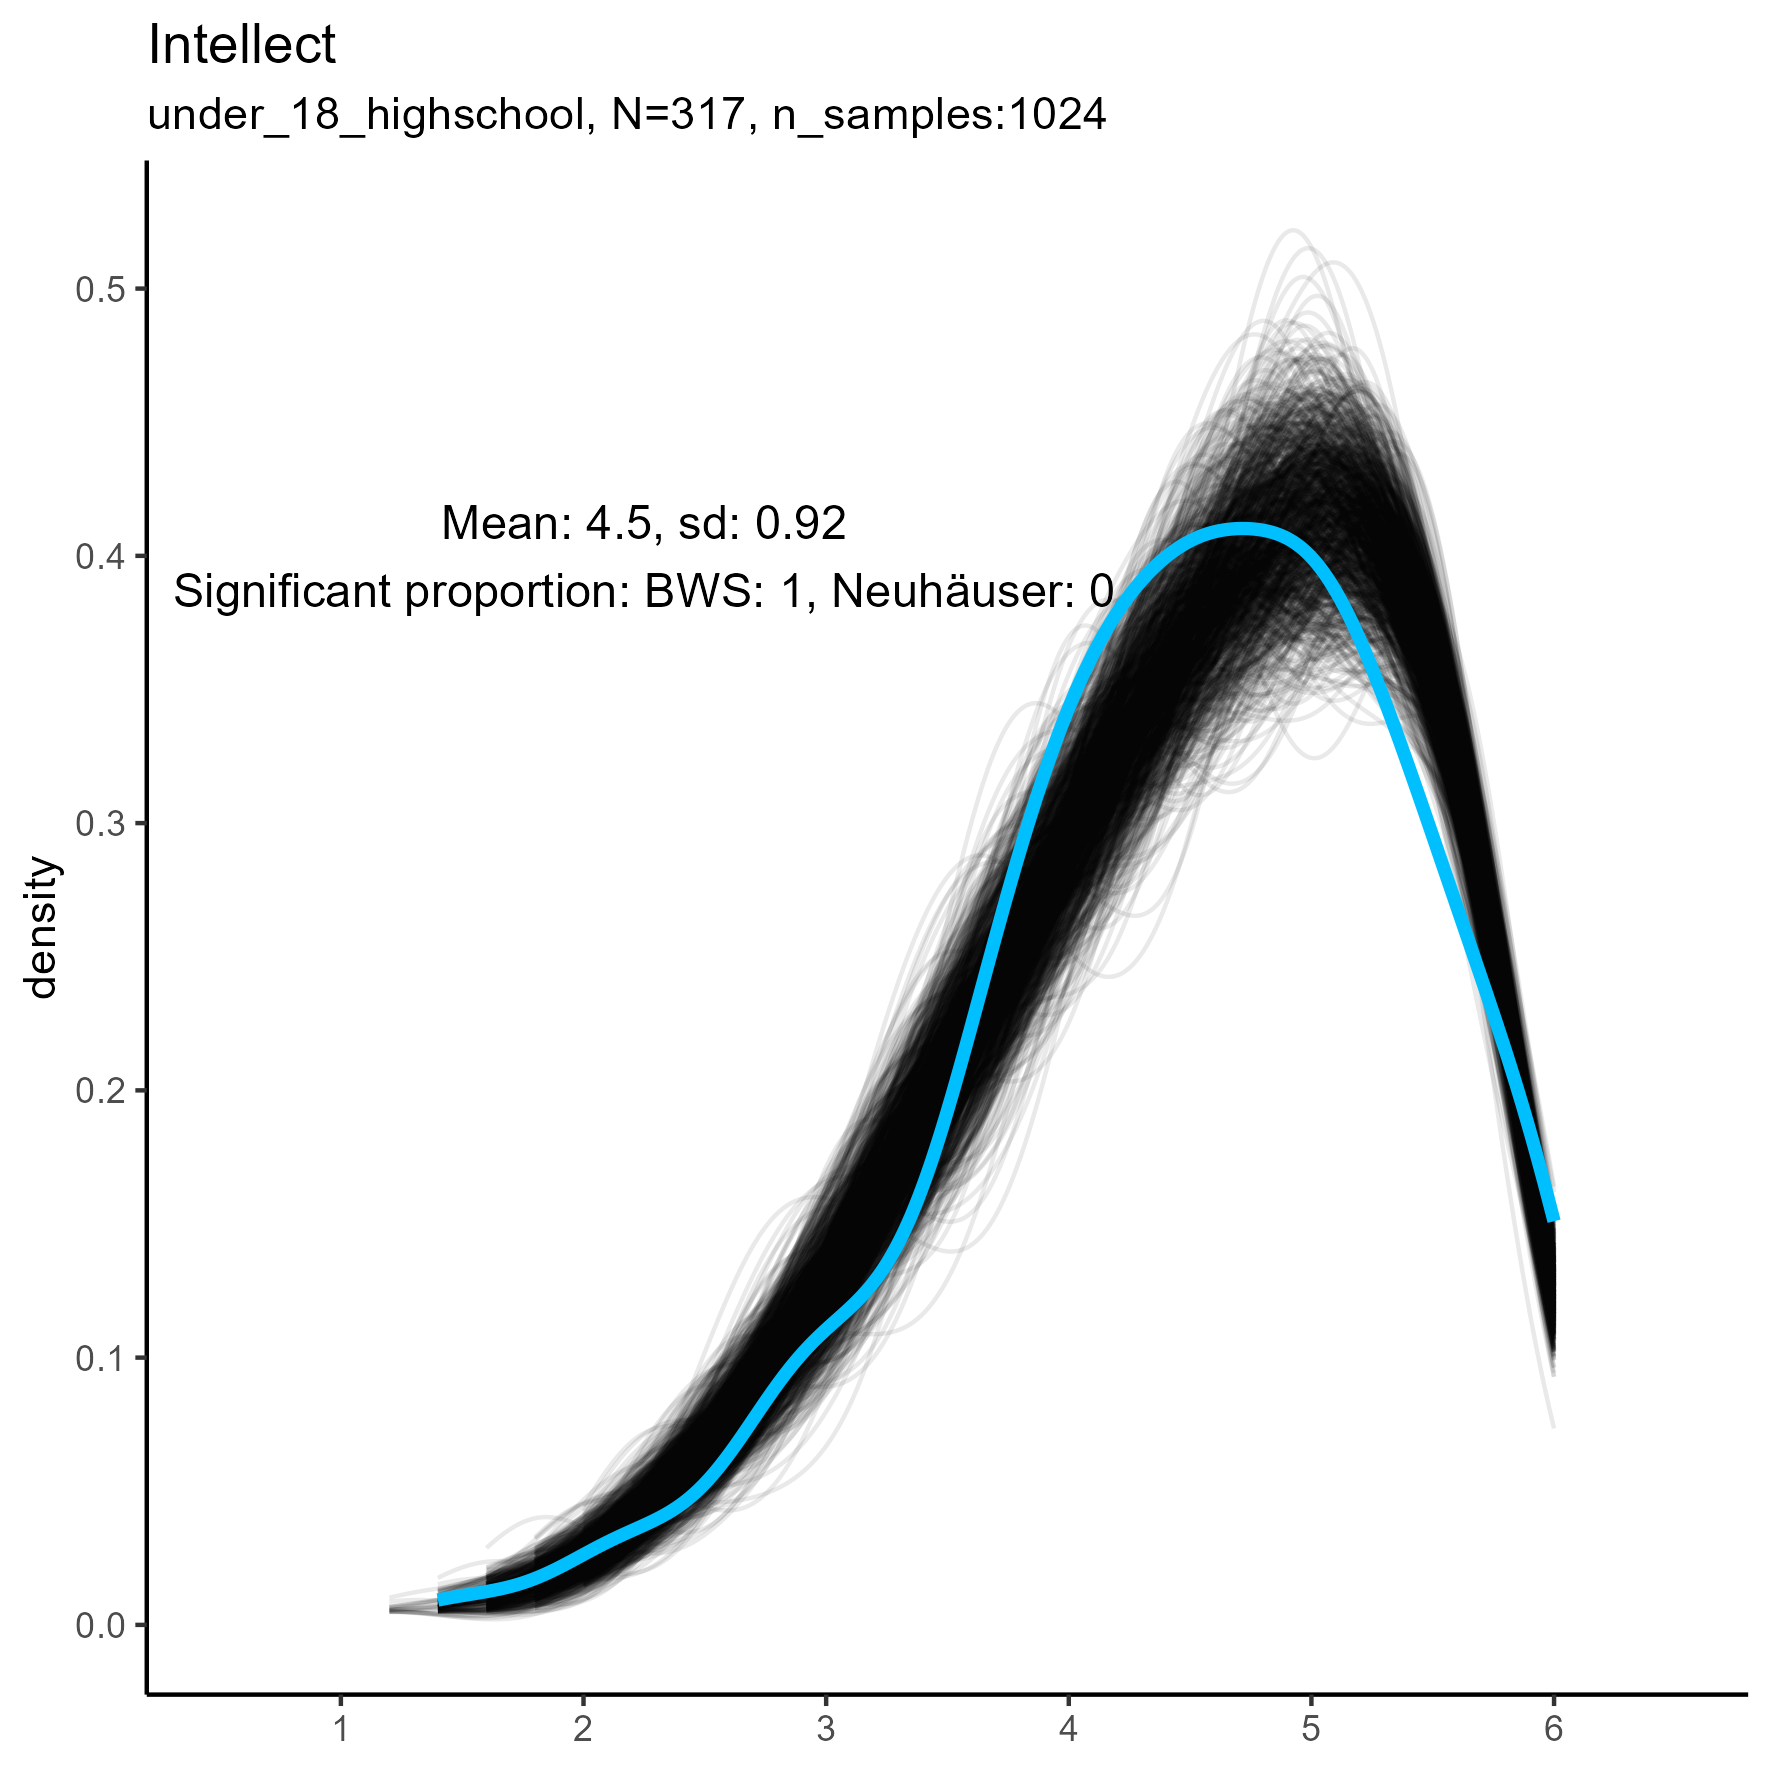 Intellect
under_18_highschool, N=317, n_samples:1024
0.5
Mean: 4.5, sd: 0.92
0.4
Significant proportion: BWS: 1, Neuhäuser: 0
0.3
density
0.2
0.1
0.0
1 2 3 4 5 6